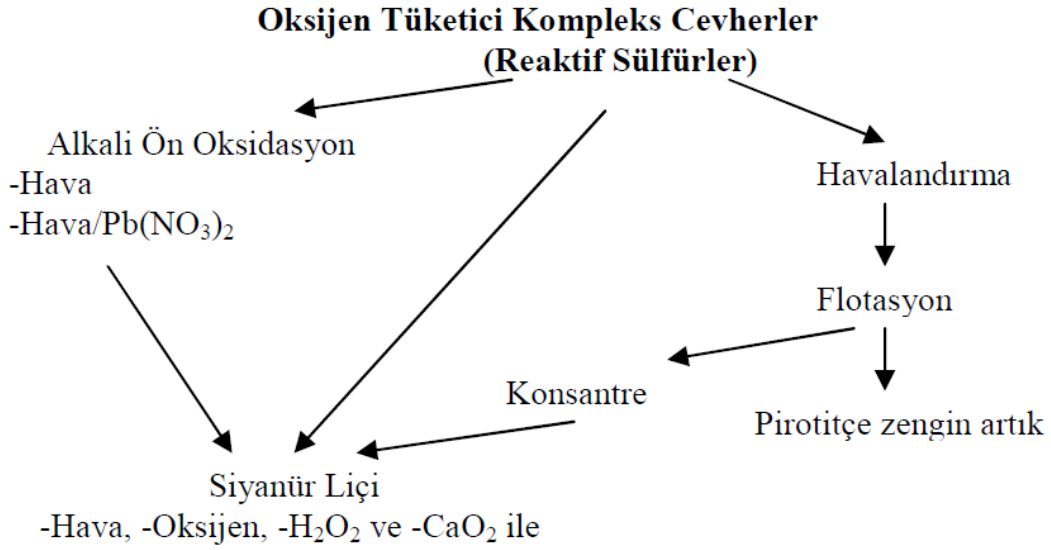 Oksijen Tüketici Kompleks Cevherler
(Reaktif Sülfürler)
Alkali Ön Oksidasyon
-Hava
-Hava/Pb(NO₃)₂
Havalandırma
Flotasyon
Konsantre
Pirotitçe zengin artık
Siyanür Liçi
-Hava, -Oksijen, -H₂O₂ ve -CaO₂ ile